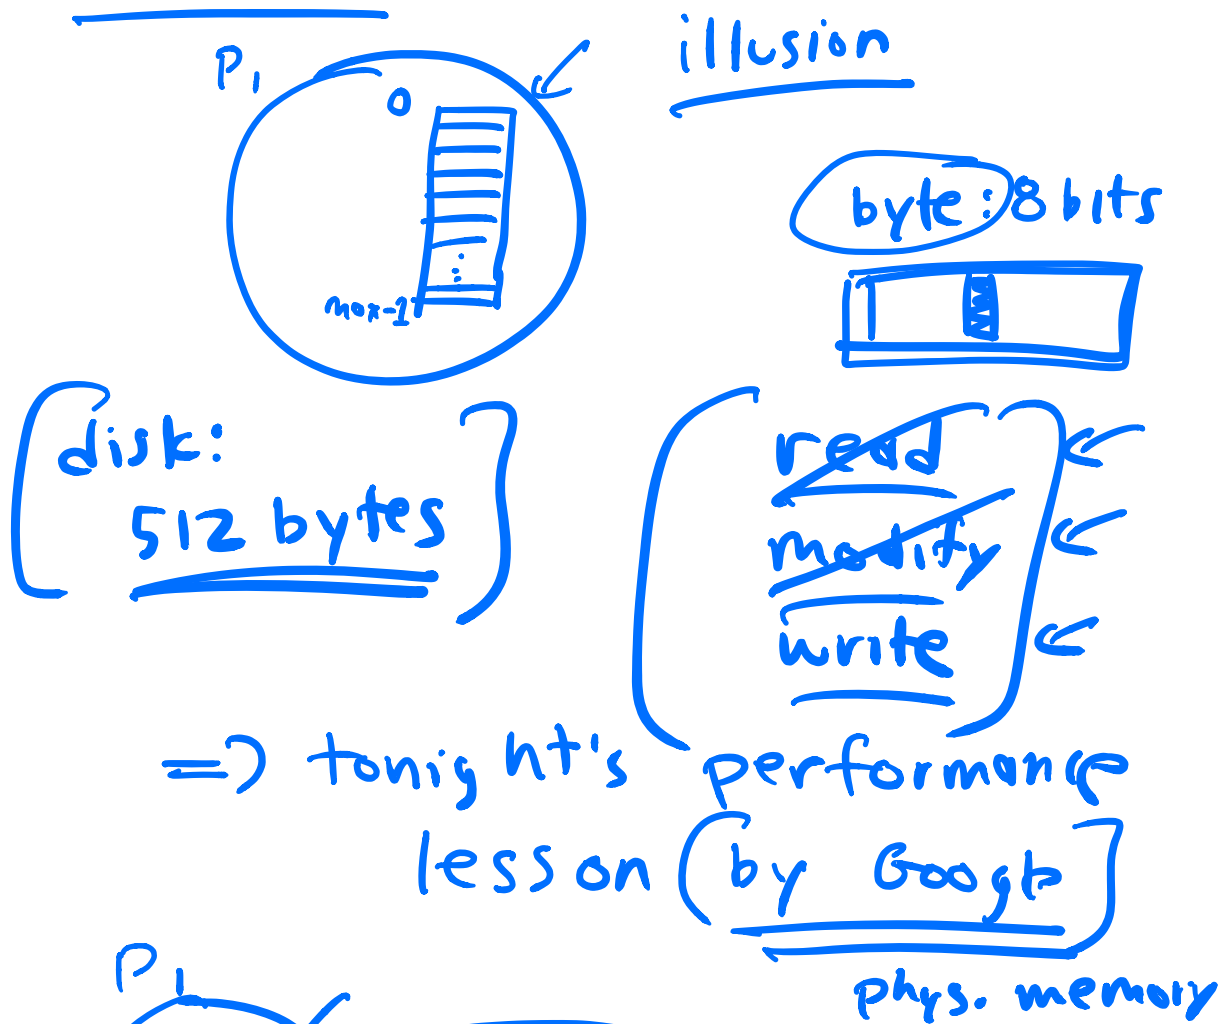 illusion
P1
0
byte: 8 bits
max-1
disk:
512 bytes
read
modify
write
=> tonight's performance
lesson (by Google]
P1
phys. memory